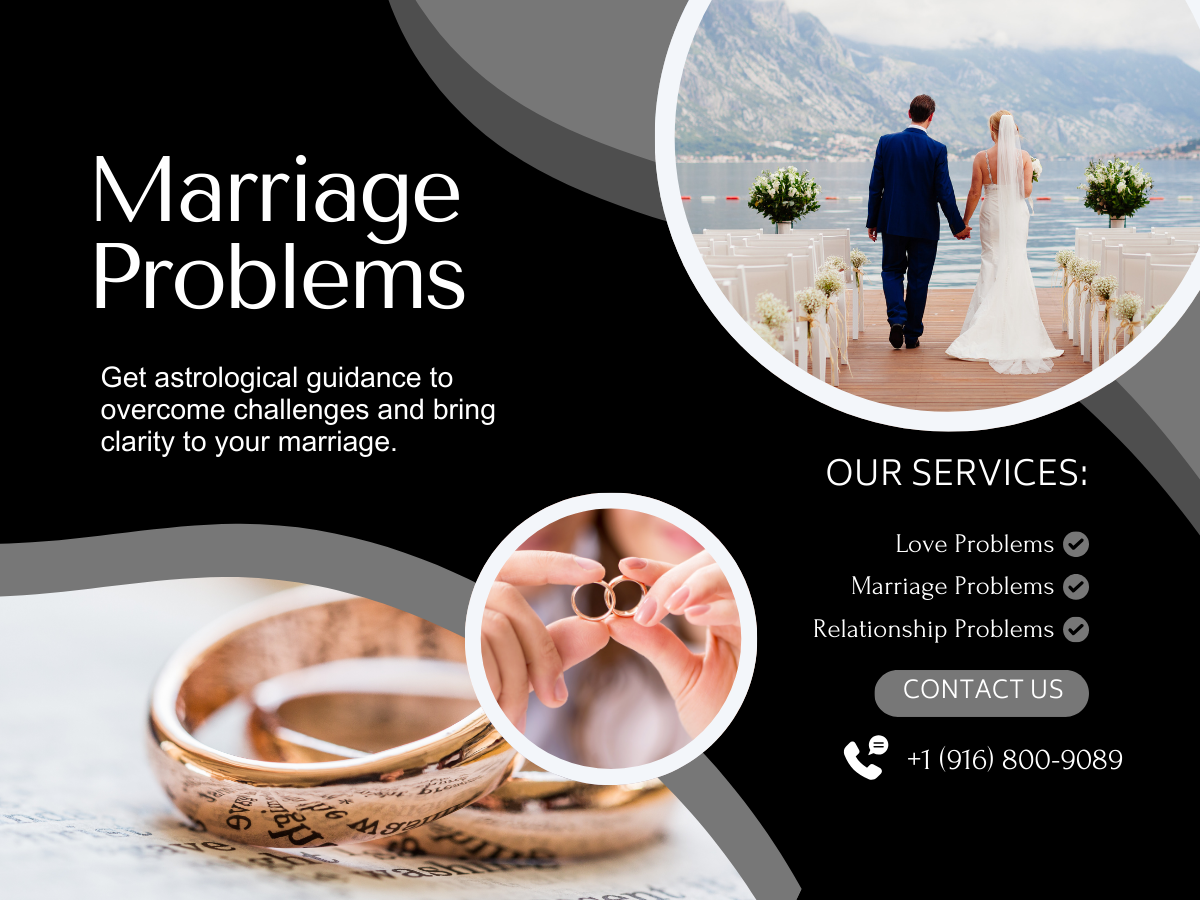 Marriage
Problems
Get astrological guidance to
overcome challenges and bring
clarity to your marriage.
OUR SERVICES:
Love Problems
Marriage Problems
Relationship Problems
CONTACT US
+1 (916) 800-9089